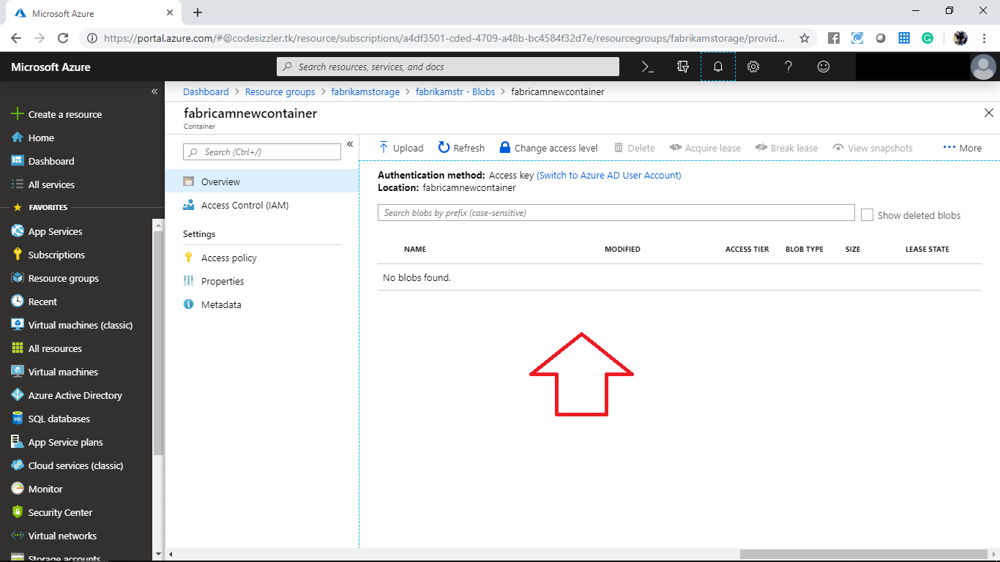 Microsoft Azure
https://portal.azure.com/#@codesizzler.tk/resource/subscriptions/a4df3501-cded-4709-a48b-bc4584f32d7e/resourcegroups/fabrikamstorage/provid...
Microsoft Azure
Search resources, services, and docs
Create a resource
Home
Dashboard
All services
FAVORITES
App Services
Subscriptions
Resource groups
Recent
Virtual machines (classic)
All resources
Virtual machines
Azure Active Directory
SQL databases
App Service plans
Cloud services (classic)
Monitor
Security Center
Virtual networks
Storage accounts
Dashboard > Resource groups > fabrikamstorage > fabrikamstr - Blobs > fabricamnewcontainer
fabricamnewcontainer
Container
Search (Ctrl+/)
Overview
Access Control (IAM)
Settings
Access policy
Properties
Metadata
Upload Refresh Change access level Delete Acquire lease Break lease View snapshots More
Authentication method: Access key (Switch to Azure AD User Account)
Location: fabricamnewcontainer
Search blobs by prefix (case-sensitive) Show deleted blobs
NAME MODIFIED ACCESS TIER BLOB TYPE SIZE LEASE STATE
No blobs found.